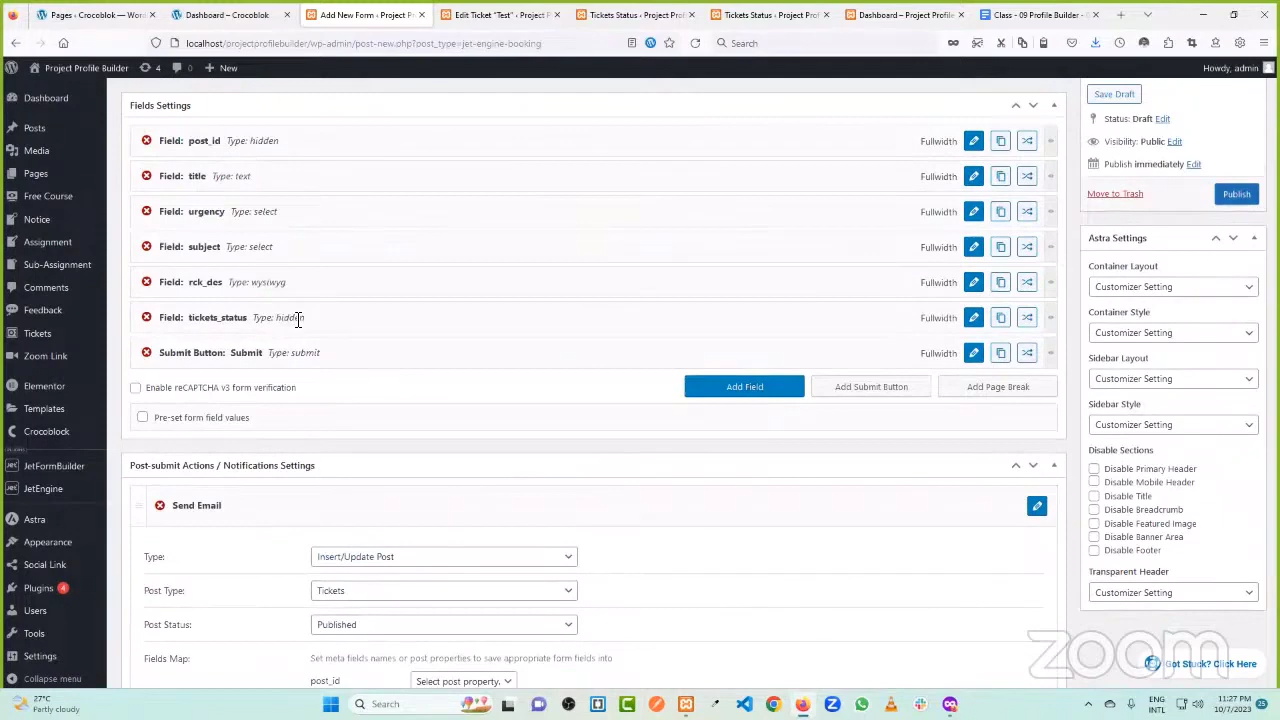 Pages ‹ Crocoblock — Wor
Dashboard — Crocoblock
Add New Form ‹ Project Pr
Edit Ticket "Test" ‹ Project P
Tickets Status ‹ Project Prof
Tickets Status ‹ Project Prof
Dashboard — Project Profile
Class - 09 Profile Builder - G
localhost/projectprofilebuilder/wp-admin/post-new.php?post_type=jet-engine-booking
Search
Project Profile Builder
4
0
New
Howdy, admin
Dashboard
Posts
Media
Pages
Free Course
Notice
Assignment
Sub-Assignment
Comments
Feedback
Tickets
Zoom Link
Elementor
Templates
Crocoblock
JetFormBuilder
JetEngine
Astra
Appearance
Social Link
Plugins 4
Users
Tools
Settings
Collapse menu
Fields Settings
Field: post_id Type: hidden Fullwidth
Field: title Type: text Fullwidth
Field: urgency Type: select Fullwidth
Field: subject Type: select Fullwidth
Field: rck_des Type: wysiwyg Fullwidth
Field: tickets_status Type: hidden Fullwidth
Submit Button: Submit Type: submit Fullwidth
Enable reCAPTCHA v3 form verification
Add Field
Add Submit Button
Add Page Break
Pre-set form field values
Post-submit Actions / Notifications Settings
Send Email
Type: Insert/Update Post
Post Type: Tickets
Post Status: Published
Fields Map: Set meta fields names or post properties to save appropriate form fields into
post_id Select post property.
Save Draft
Status: Draft Edit
Visibility: Public Edit
Publish immediately Edit
Move to Trash
Publish
Astra Settings
Container Layout
Customizer Setting
Container Style
Customizer Setting
Sidebar Layout
Customizer Setting
Sidebar Style
Customizer Setting
Disable Sections
Disable Primary Header
Disable Mobile Header
Disable Title
Disable Breadcrumb
Disable Featured Image
Disable Banner Area
Disable Footer
Transparent Header
Customizer Setting
zoom
Got Stuck? Click Here
27°C
Partly cloudy
Search
ENG
INTL
11:27 PM
10/7/2023